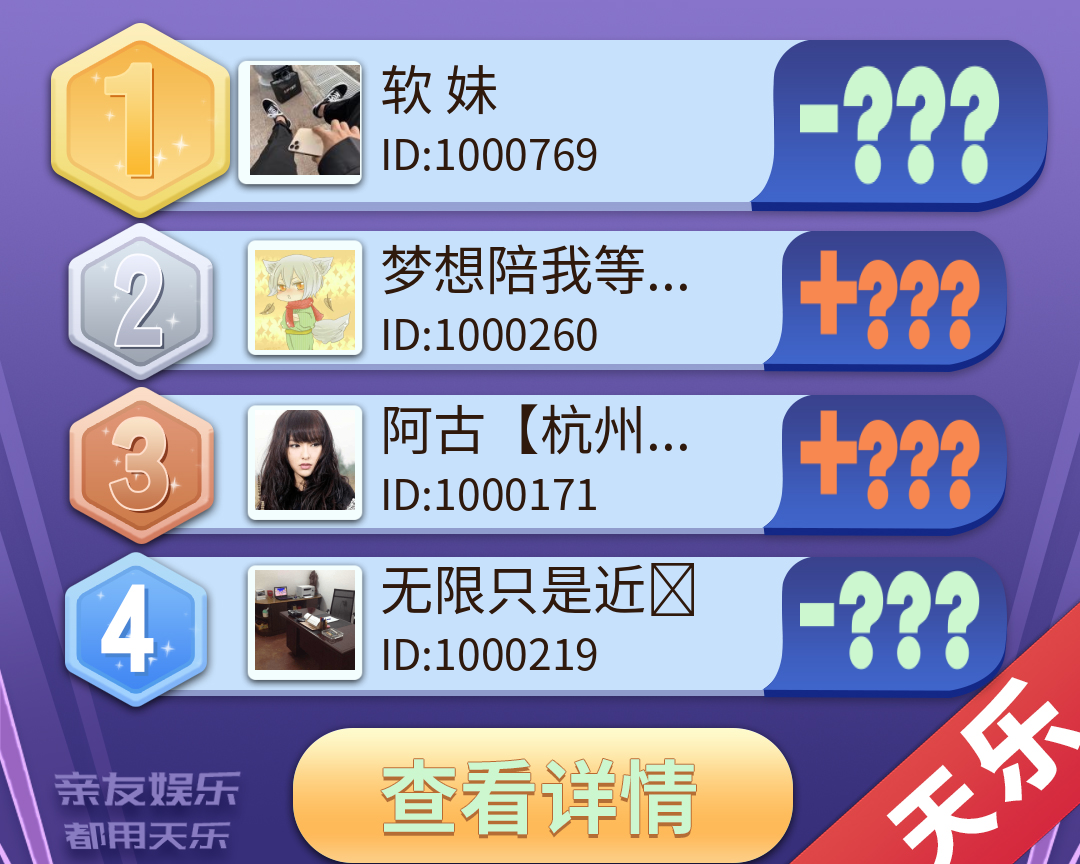 1
软 妹
ID:1000769
-???
2
梦想陪我等...
ID:1000260
+???
3
阿古【杭州...
ID:1000171
+???
4
无限只是近
ID:1000219
-???
查看详情
亲友娱乐
都用天乐
天乐